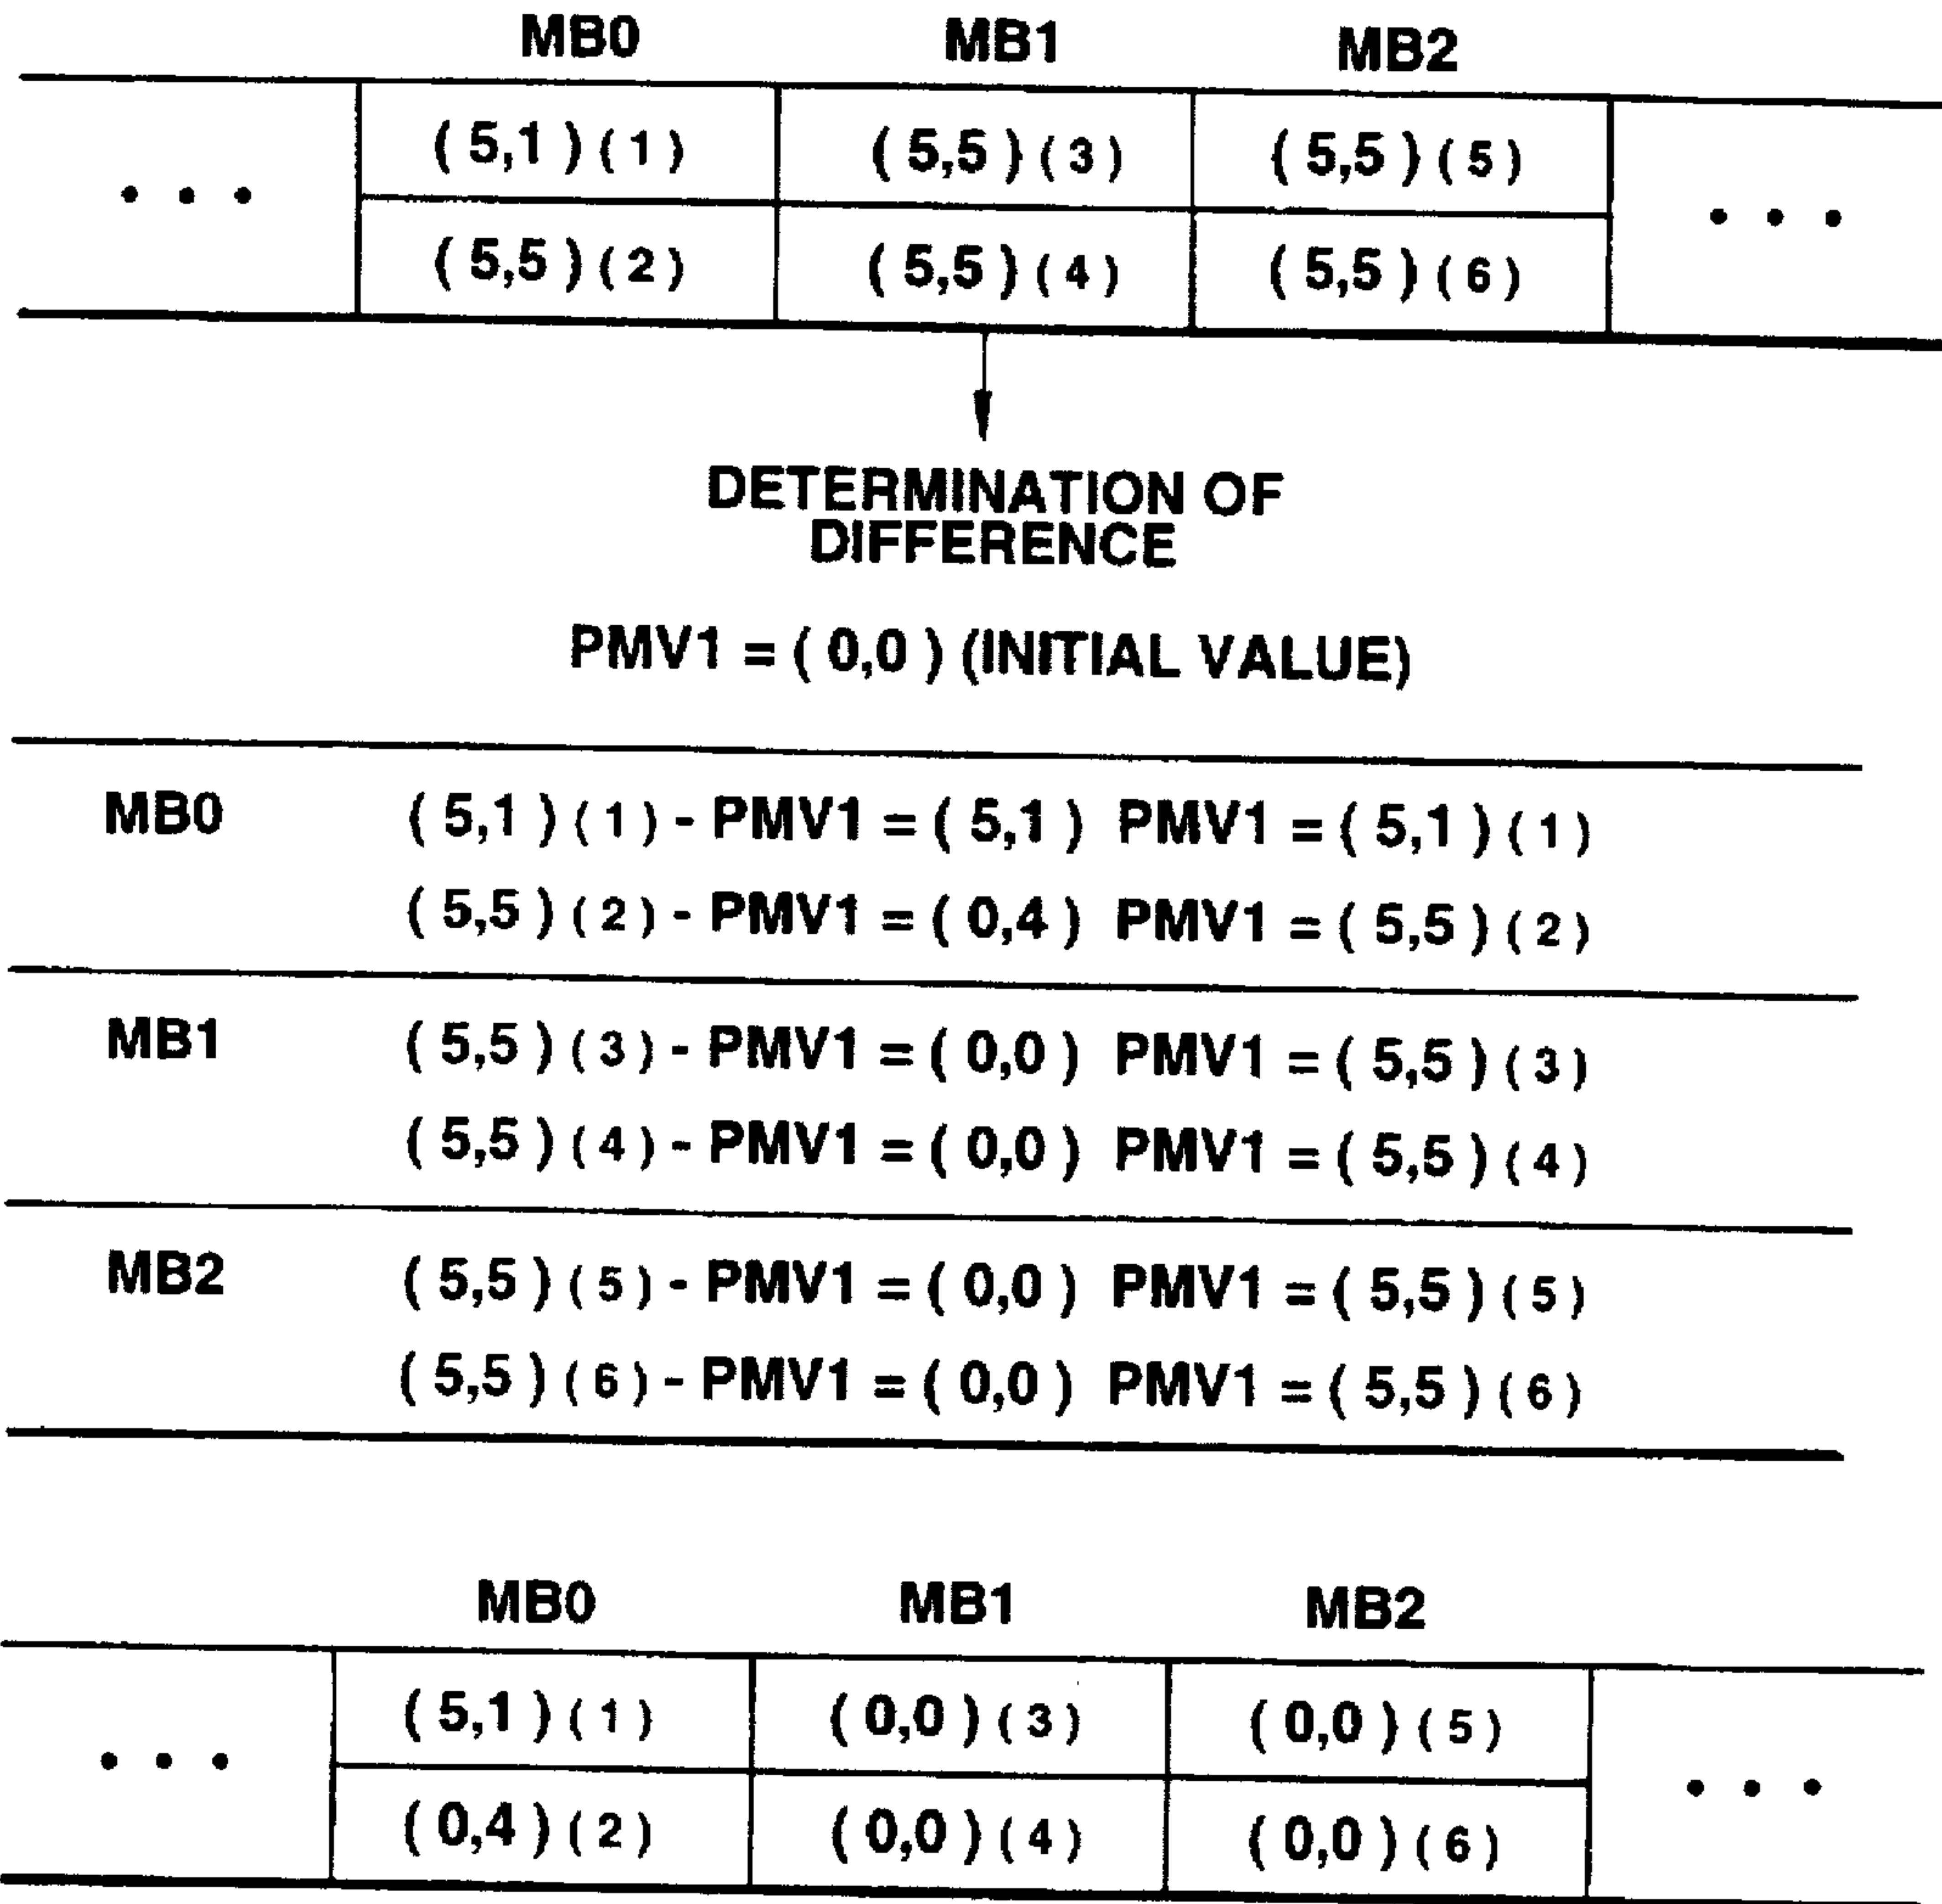 MB0 MB1 MB2
( 5,1 ) ( 1 ) ( 5,5 ) ( 3 ) ( 5,5 ) ( 5 )
• • • • • •
( 5,5 ) ( 2 ) ( 5,5 ) ( 4 ) ( 5,5 ) ( 6 )
DETERMINATION OF
DIFFERENCE
PMV1 = ( 0,0 ) (INITIAL VALUE)
MB0 ( 5,1 ) ( 1 ) - PMV1 = ( 5,1 ) PMV1 = ( 5,1 ) ( 1 )
( 5,5 ) ( 2 ) - PMV1 = ( 0,4 ) PMV1 = ( 5,5 ) ( 2 )
MB1 ( 5,5 ) ( 3 ) - PMV1 = ( 0,0 ) PMV1 = ( 5,5 ) ( 3 )
( 5,5 ) ( 4 ) - PMV1 = ( 0,0 ) PMV1 = ( 5,5 ) ( 4 )
MB2 ( 5,5 ) ( 5 ) - PMV1 = ( 0,0 ) PMV1 = ( 5,5 ) ( 5 )
( 5,5 ) ( 6 ) - PMV1 = ( 0,0 ) PMV1 = ( 5,5 ) ( 6 )
MB0 MB1 MB2
( 5,1 ) ( 1 ) ( 0,0 ) ( 3 ) ( 0,0 ) ( 5 )
• • • • • •
( 0,4 ) ( 2 ) ( 0,0 ) ( 4 ) ( 0,0 ) ( 6 )